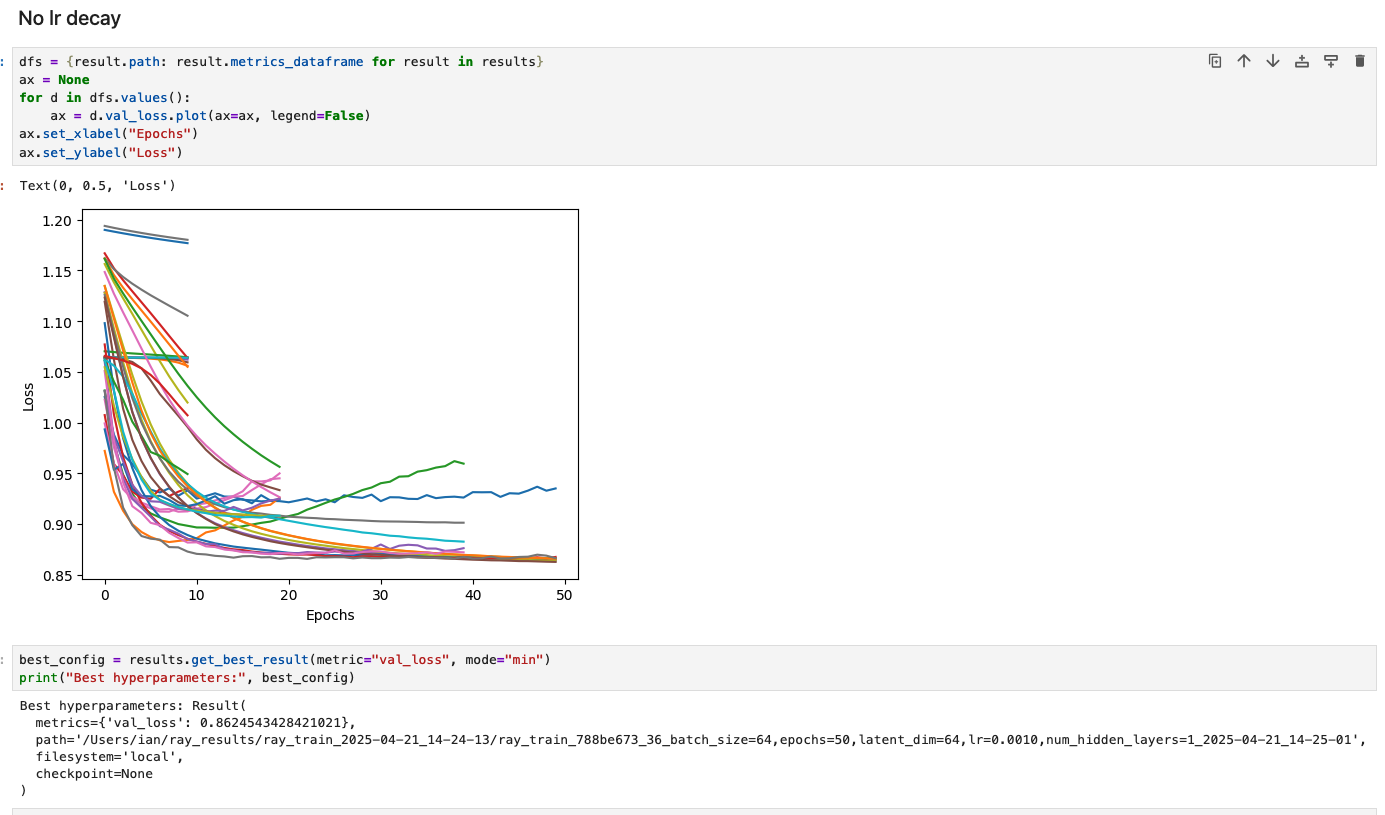 No lr decay
dfs = {result.path: result.metrics_dataframe for result in results}
ax = None
for d in dfs.values():
    ax = d.val_loss.plot(ax=ax, legend=False)
ax.set_xlabel("Epochs")
ax.set_ylabel("Loss")
Text(0, 0.5, 'Loss')
1.20
1.15
1.10
1.05
1.00
0.95
0.90
0.85
Loss
0 10 20 30 40 50
Epochs
best_config = results.get_best_result(metric="val_loss", mode="min")
print("Best hyperparameters:", best_config)
Best hyperparameters: Result(
  metrics={'val_loss': 0.8624543428421021},
  path='/Users/ian/ray_results/ray_train_2025-04-21_14-24-13/ray_train_788be673_36_batch_size=64,epochs=50,latent_dim=64,lr=0.0010,num_hidden_layers=1_2025-04-21_14-25-01',
  filesystem='local',
  checkpoint=None
)